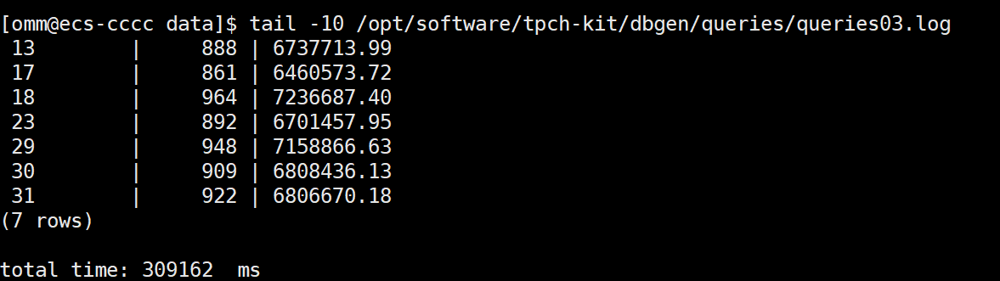 [omm@ecs-cccc data]$ tail -10 /opt/software/tpch-kit/dbgen/queries/queries03.log
 13        |     888 | 6737713.99
 17        |     861 | 6460573.72
 18        |     964 | 7236687.40
 23        |     892 | 6701457.95
 29        |     948 | 7158866.63
 30        |     909 | 6808436.13
 31        |     922 | 6806670.18
(7 rows)

total time: 309162  ms